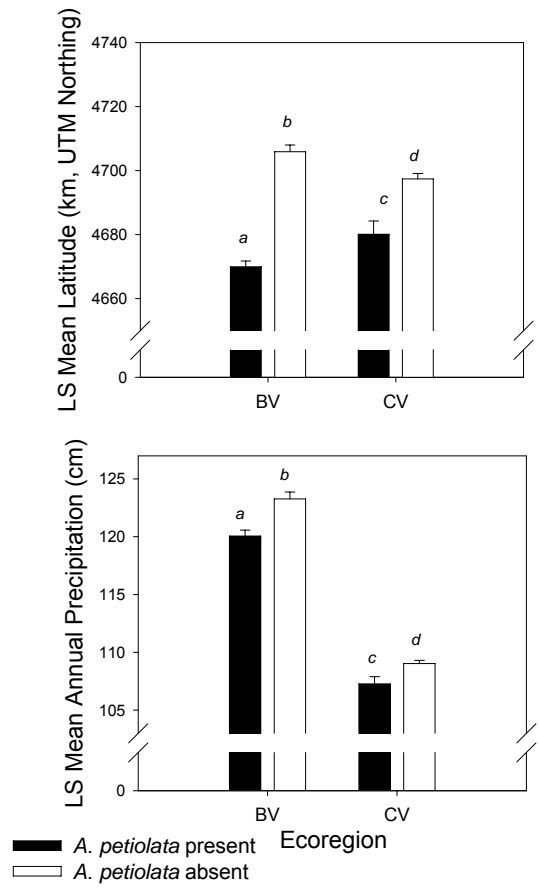 LS Mean Latitude (km, UTM Northing)
4740
4720
4700
4680
4660
0
a
b
c
d
BV
CV
LS Mean Annual Precipitation (cm)
125
120
115
110
105
0
a
b
c
d
BV
CV
Ecoregion
A. petiolata present
A. petiolata absent